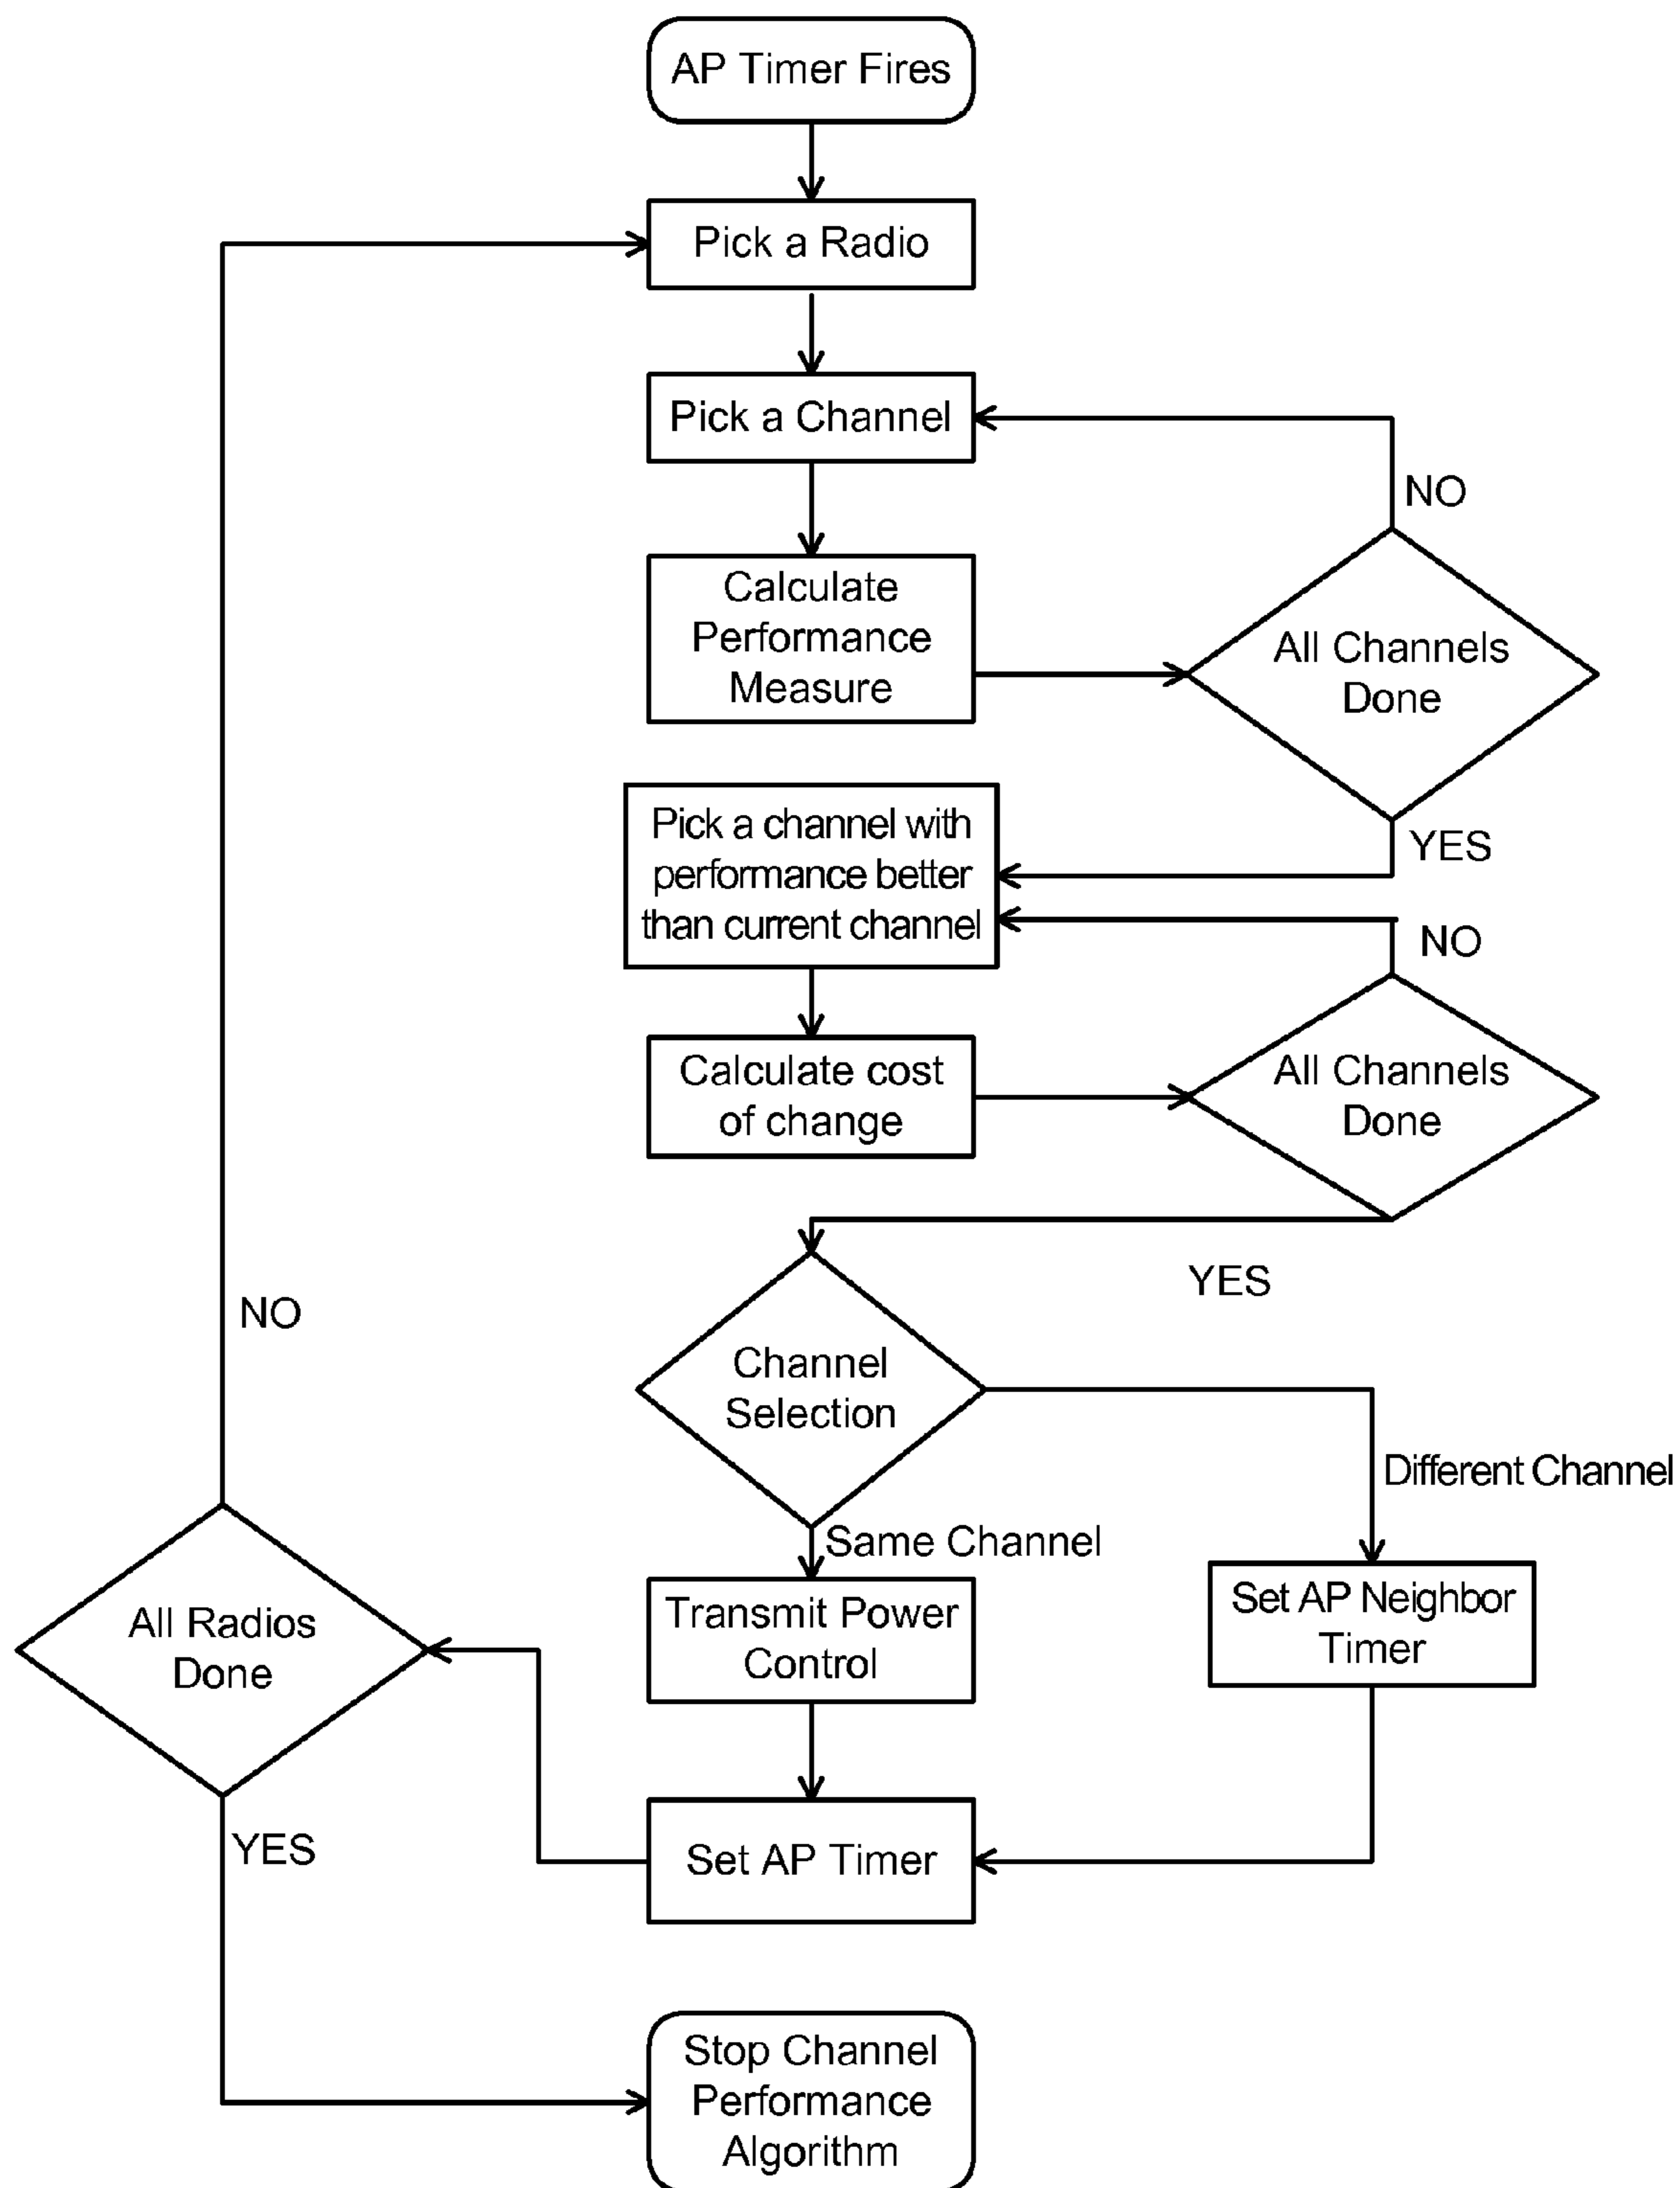 AP Timer Fires
Pick a Radio
Pick a Channel
NO
Calculate
Performance
Measure
All Channels
Done
YES
Pick a channel with
performance better
than current channel
NO
Calculate cost
of change
All Channels
Done
YES
NO
Channel
Selection
Different Channel
Same Channel
Transmit Power
Control
Set AP Neighbor
Timer
All Radios
Done
YES
Set AP Timer
Stop Channel
Performance
Algorithm